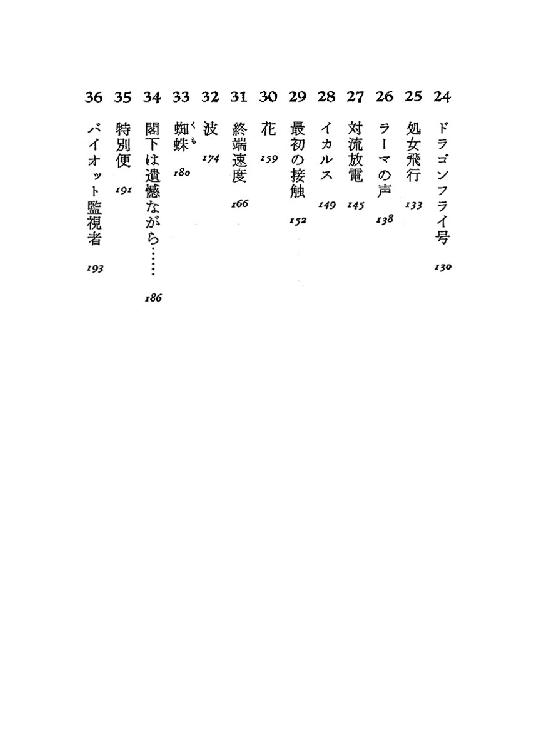 24 ドラゴンフライ号 130
25 処女飛行 133
26 ラーマの声 138
27 対流放電 145
28 イカルス 149
29 最初の接触 152
30 花 159
31 終端速度 166
32 波 174
33 蜘蛛 くも 180
34 閣下は遺憾ながら…… 186
35 特別便 191
36 バイオット監視者 193